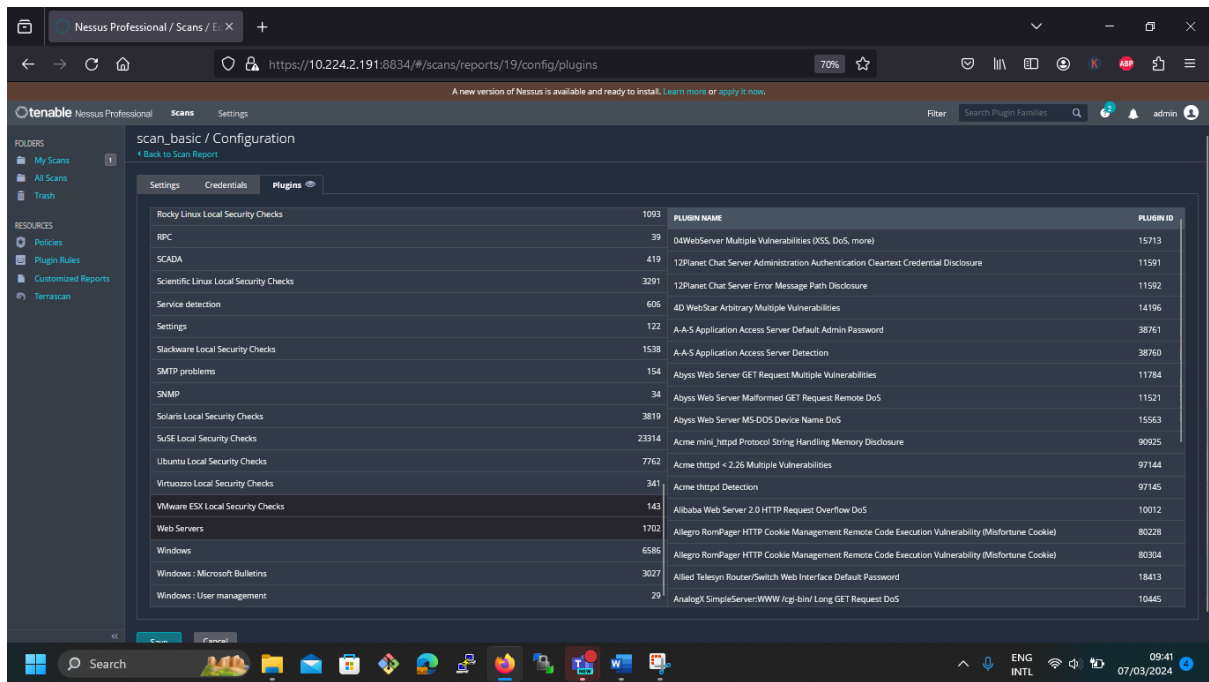 Nessus Professional / Scans / Ec
https://10.224.2.191:8834/#/scans/reports/19/config/plugins
70%
K
ABP
A new version of Nessus is available and ready to install. Learn more or apply it now.
tenable Nessus Professional
Scans
Settings
Filter
Search Plugin Families
2
admin
FOLDERS
My Scans 1
All Scans
Trash
RESOURCES
Policies
Plugin Rules
Customized Reports
Terrascan
scan_basic / Configuration
Back to Scan Report
Settings Credentials Plugins
Rocky Linux Local Security Checks 1093
RPC 39
SCADA 419
Scientific Linux Local Security Checks 3291
Service detection 606
Settings 122
Slackware Local Security Checks 1538
SMTP problems 154
SNMP 34
Solaris Local Security Checks 3819
SuSE Local Security Checks 23314
Ubuntu Local Security Checks 7762
Virtuozzo Local Security Checks 341
VMware ESX Local Security Checks 143
Web Servers 1702
Windows 6586
Windows : Microsoft Bulletins 3027
Windows : User management 29
PLUGIN NAME PLUGIN ID
04WebServer Multiple Vulnerabilities (XSS, DoS, more) 15713
12Planet Chat Server Administration Authentication Cleartext Credential Disclosure 11591
12Planet Chat Server Error Message Path Disclosure 11592
4D WebStar Arbitrary Multiple Vulnerabilities 14196
A-A-S Application Access Server Default Admin Password 38761
A-A-S Application Access Server Detection 38760
Abyss Web Server GET Request Multiple Vulnerabilities 11784
Abyss Web Server Malformed GET Request Remote DoS 11521
Abyss Web Server MS-DOS Device Name DoS 15563
Acme mini_httpd Protocol String Handling Memory Disclosure 90925
Acme thttpd < 2.26 Multiple Vulnerabilities 97144
Acme thttpd Detection 97145
Alibaba Web Server 2.0 HTTP Request Overflow DoS 10012
Allegro RomPager HTTP Cookie Management Remote Code Execution Vulnerability (Misfortune Cookie) 80228
Allegro RomPager HTTP Cookie Management Remote Code Execution Vulnerability (Misfortune Cookie) 80304
Allied Telesyn Router/Switch Web Interface Default Password 18413
AnalogX SimpleServer:WWW /cgi-bin/ Long GET Request DoS 10445
Save Cancel
Search
ENG
INTL
09:41
07/03/2024
4